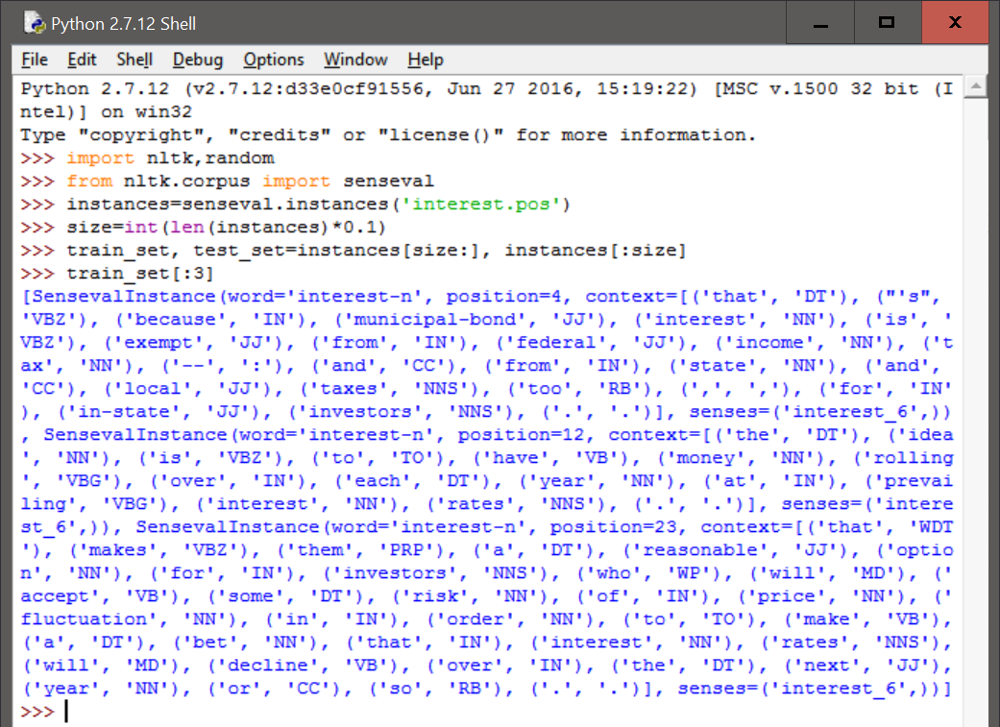 Python 2.7.12 Shell
File Edit Shell Debug Options Window Help
Python 2.7.12 (v2.7.12:d33e0cf91556, Jun 27 2016, 15:19:22) [MSC v.1500 32 bit (I
ntel)] on win32
Type "copyright", "credits" or "license()" for more information.
>>> import nltk,random
>>> from nltk.corpus import senseval
>>> instances=senseval.instances('interest.pos')
>>> size=int(len(instances)*0.1)
>>> train_set, test_set=instances[size:], instances[:size]
>>> train_set[:3]
[SensevalInstance(word='interest-n', position=4, context=[('that', 'DT'), ("'s",
'VBZ'), ('because', 'IN'), ('municipal-bond', 'JJ'), ('interest', 'NN'), ('is', '
VBZ'), ('exempt', 'JJ'), ('from', 'IN'), ('federal', 'JJ'), ('income', 'NN'), ('t
ax', 'NN'), ('--', ':'), ('and', 'CC'), ('from', 'IN'), ('state', 'NN'), ('and',
'CC'), ('local', 'JJ'), ('taxes', 'NNS'), ('too', 'RB'), (',', ','), ('for', 'IN'
), ('in-state', 'JJ'), ('investors', 'NNS'), ('.', '.')], senses=('interest_6',))
, SensevalInstance(word='interest-n', position=12, context=[('the', 'DT'), ('idea
', 'NN'), ('is', 'VBZ'), ('to', 'TO'), ('have', 'VB'), ('money', 'NN'), ('rolling
', 'VBG'), ('over', 'IN'), ('each', 'DT'), ('year', 'NN'), ('at', 'IN'), ('prevai
ling', 'VBG'), ('interest', 'NN'), ('rates', 'NNS'), ('.', '.')], senses=('intere
st_6',)), SensevalInstance(word='interest-n', position=23, context=[('that', 'WDT
'), ('makes', 'VBZ'), ('them', 'PRP'), ('a', 'DT'), ('reasonable', 'JJ'), ('optio
n', 'NN'), ('for', 'IN'), ('investors', 'NNS'), ('who', 'WP'), ('will', 'MD'), ('
accept', 'VB'), ('some', 'DT'), ('risk', 'NN'), ('of', 'IN'), ('price', 'NN'), ('
fluctuation', 'NN'), ('in', 'IN'), ('order', 'NN'), ('to', 'TO'), ('make', 'VB'),
('a', 'DT'), ('bet', 'NN'), ('that', 'IN'), ('interest', 'NN'), ('rates', 'NNS'),
('will', 'MD'), ('decline', 'VB'), ('over', 'IN'), ('the', 'DT'), ('next', 'JJ'),
('year', 'NN'), ('or', 'CC'), ('so', 'RB'), ('.', '.')], senses=('interest_6',))]
>>>